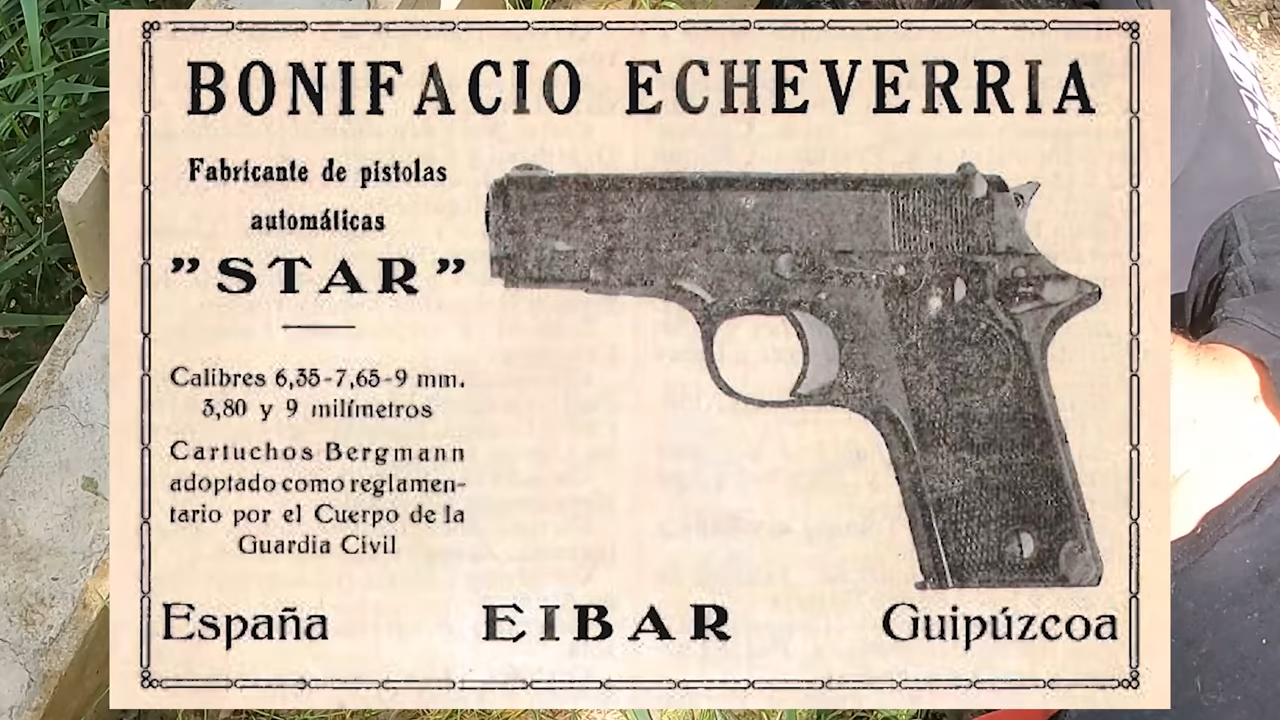 BONIFACIO ECHEVERRIA
Fabricante de pistolas
automáticas
"STAR"
Calibres 6,35-7,65-9 mm.
3,80 y 9 milímetros
Cartuchos Bergmann
adoptado como reglamen-
tario por el Cuerpo de la
Guardia Civil
España EIBAR Guipúzcoa